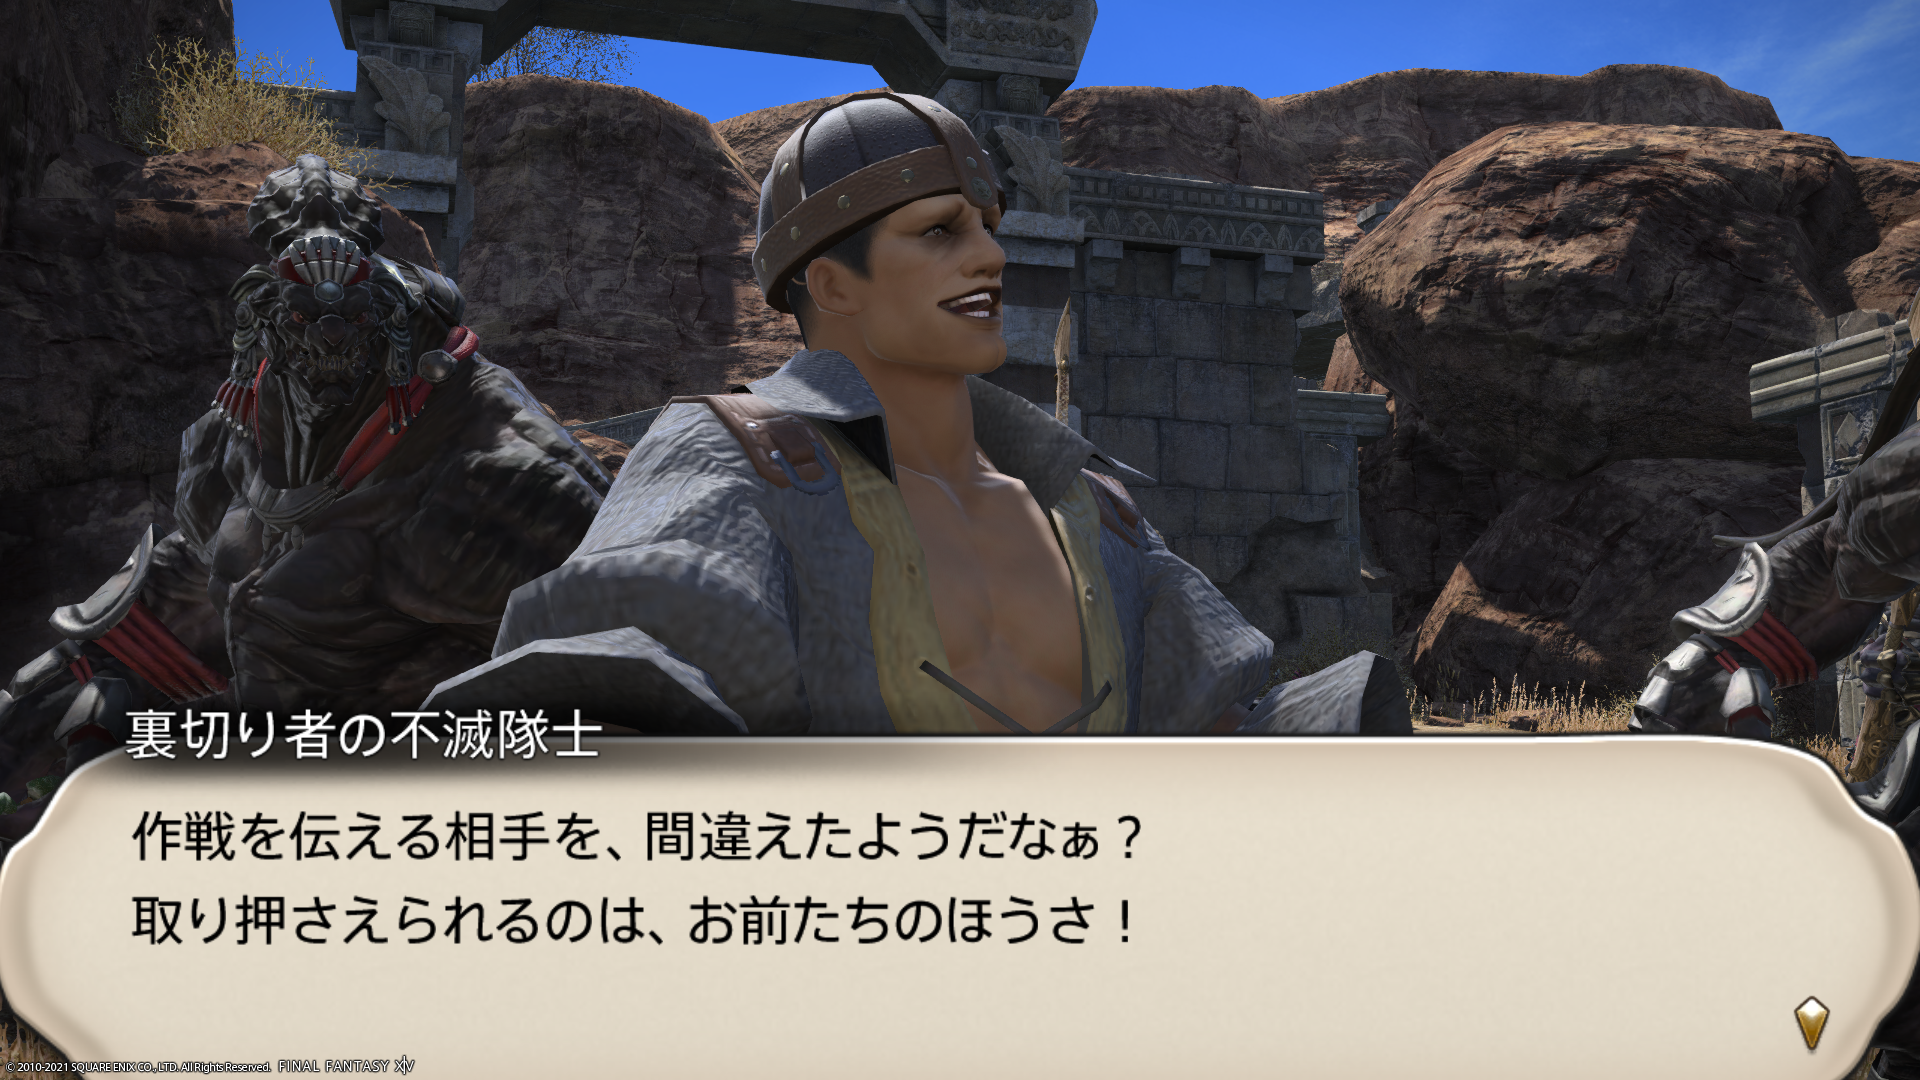 裏切り者の不滅隊士
作戦を伝える相手を、間違えたようだなぁ？
取り押さえられるのは、お前たちのほうさ！
© 2010-2021 SQUARE ENIX CO., LTD. All Rights Reserved. FINAL FANTASY XIV